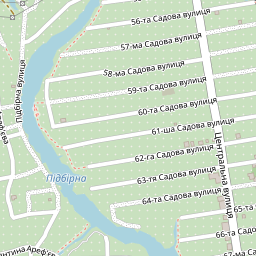 56-та Садова вулиця
57-ма Садова вулиця
58-ма Садова вулиця
59-та Садова вулиця
60-та Садова вулиця
61-ша Садова вулиця
62-га Садова вулиця
63-тя Садова вулиця
64-та Садова вулиця
65-та
66-та Садо
Підбірна вулиця
Центральна вулиця
Підбірна